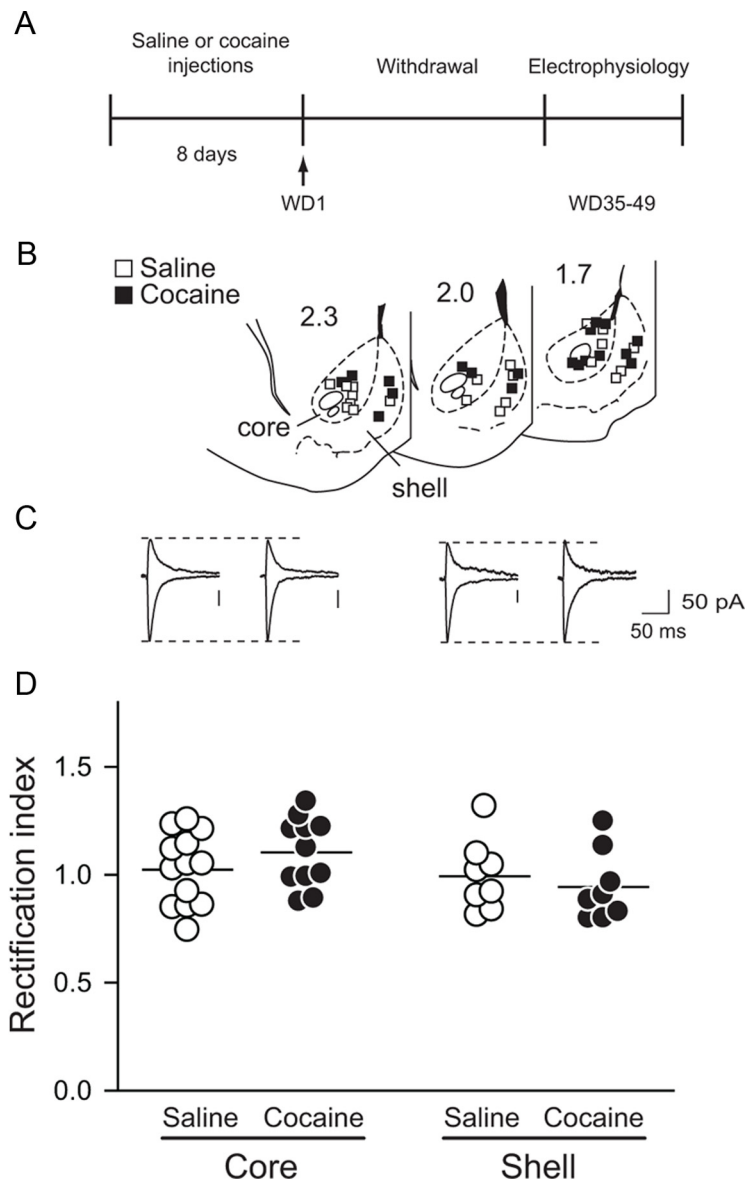 A
Saline or cocaine
injections
Withdrawal
Electrophysiology
8 days
WD1
WD35-49
B
Saline
Cocaine
2.3
2.0
1.7
core
shell
C
50 pA
50 ms
D
Rectification index
1.5
1.0
0.5
0.0
Saline Cocaine Saline Cocaine
Core Shell